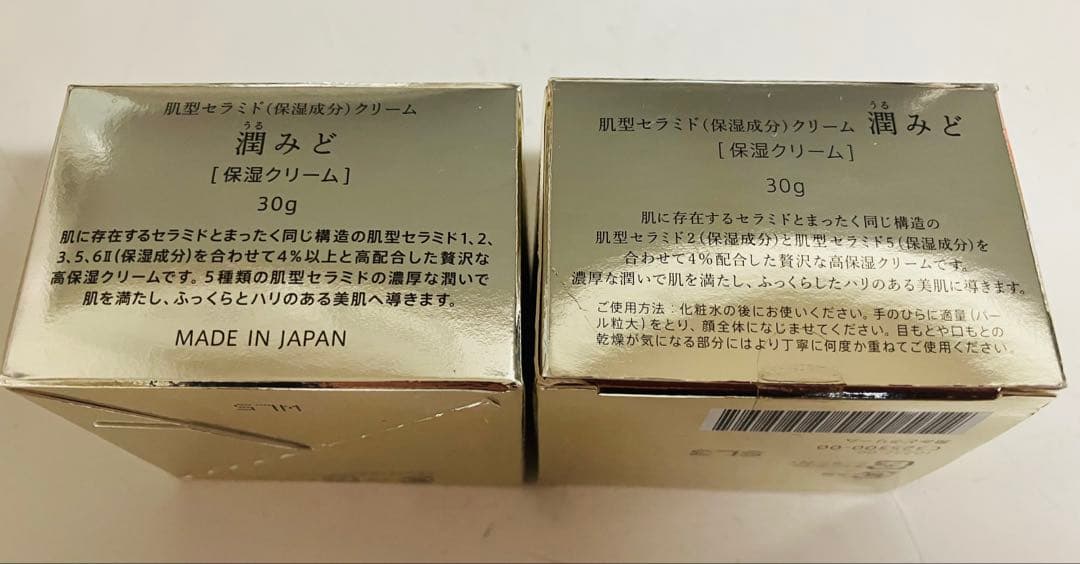 肌型セラミド(保湿成分)クリーム
うる
潤みど
[保湿クリーム]
30g
肌に存在するセラミドとまったく同じ構造の肌型セラミド1、2、
3、5、6Ⅱ(保湿成分)を合わせて4%以上と高配合した贅沢な
高保湿クリームです。5種類の肌型セラミドの濃厚な潤いで
肌を満たし、ふっくらとハリのある美肌へ導きます。
MADE IN JAPAN
ML5
うる
肌型セラミド(保湿成分)クリーム 潤みど
[保湿クリーム]
30g
肌に存在するセラミドとまったく同じ構造の
肌型セラミド2(保湿成分)と肌型セラミド5(保湿成分)を
合わせて4%配合した贅沢な高保湿クリームです。
濃厚な潤いで肌を満たし、ふっくらしたハリのある美肌に導きます。
ご使用方法:化粧水の後にお使いください。手のひらに適量(パー
ル粒大)をとり、顔全体になじませてください。目もとや口もとの
乾燥が気になる部分にはより丁寧に何度か重ねてご使用ください。
SL3